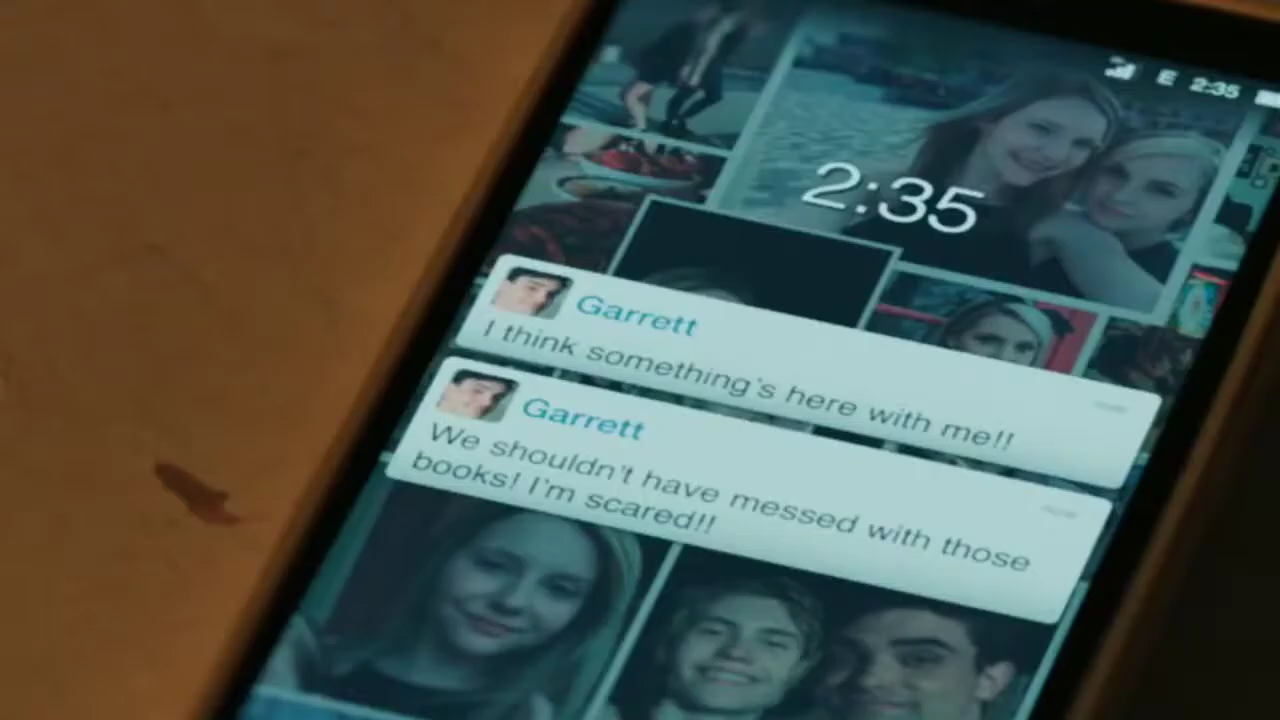 E 2:35
2:35
Garrett
I think something's here with me!!
Garrett
We shouldn't have messed with those
books! I'm scared!!